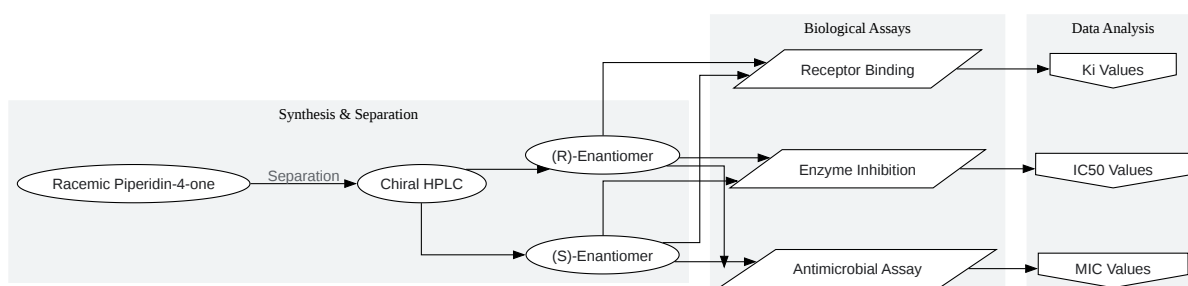 Biological Assays
Data Analysis
Receptor Binding
Ki Values
Synthesis & Separation
Racemic Piperidin-4-one
Separation
Chiral HPLC
(R)-Enantiomer
Enzyme Inhibition
IC50 Values
(S)-Enantiomer
Antimicrobial Assay
MIC Values